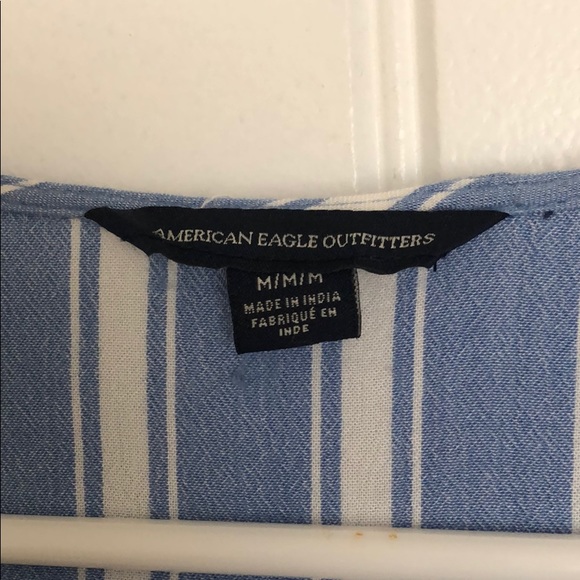 AMERICAN EAGLE OUTFITTERS
M/M/M
MADE IN INDIA
FABRIQUÉ EN
INDE